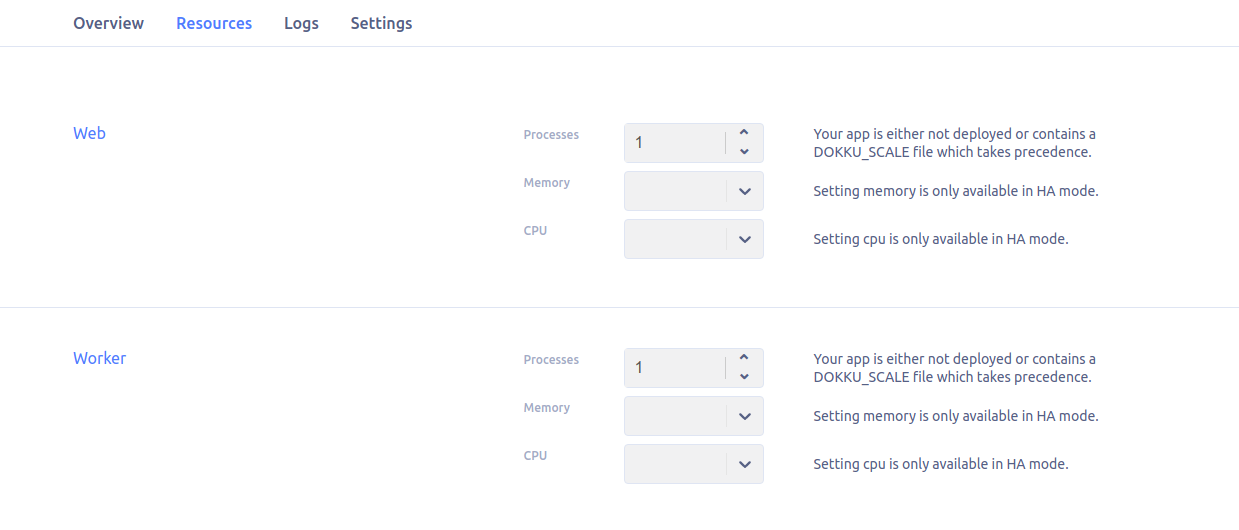 Overview Resources Logs Settings
Web
Processes
1
Your app is either not deployed or contains a
DOKKU_SCALE file which takes precedence.
Memory
Setting memory is only available in HA mode.
CPU
Setting cpu is only available in HA mode.
Worker
Processes
1
Your app is either not deployed or contains a
DOKKU_SCALE file which takes precedence.
Memory
Setting memory is only available in HA mode.
CPU
Setting cpu is only available in HA mode.